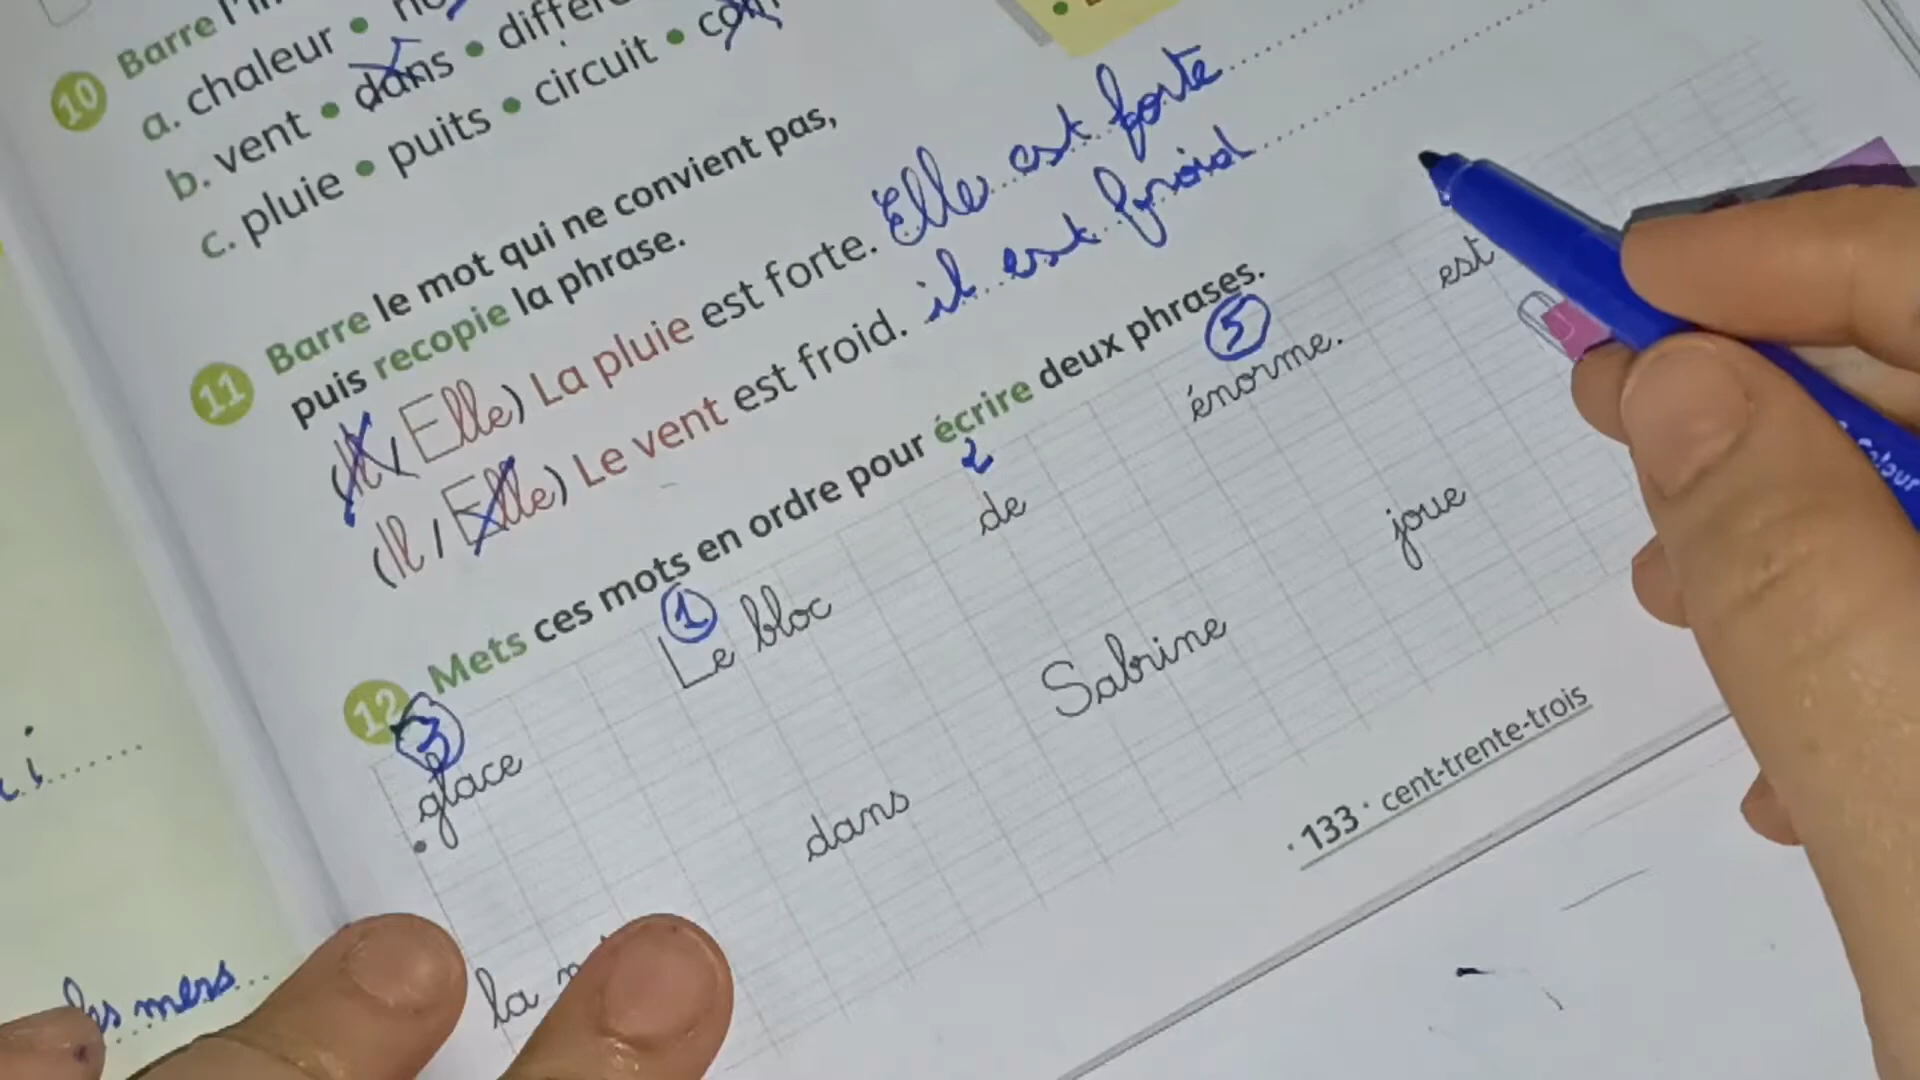 10 Barre
a. chaleur •
b. vent • dans •
c. pluie • puits • circuit •
11 Barre le mot qui ne convient pas,
puis recopie la phrase.
(Il / Elle) La pluie est forte. Elle est forte
(Il / Elle) Le vent est froid. il est froid
12 Mets ces mots en ordre pour écrire deux phrases.
3 1 2 5
glace Le bloc de énorme. est
dans Sabrine joue
la
133 • cent-trente-trois
les mers